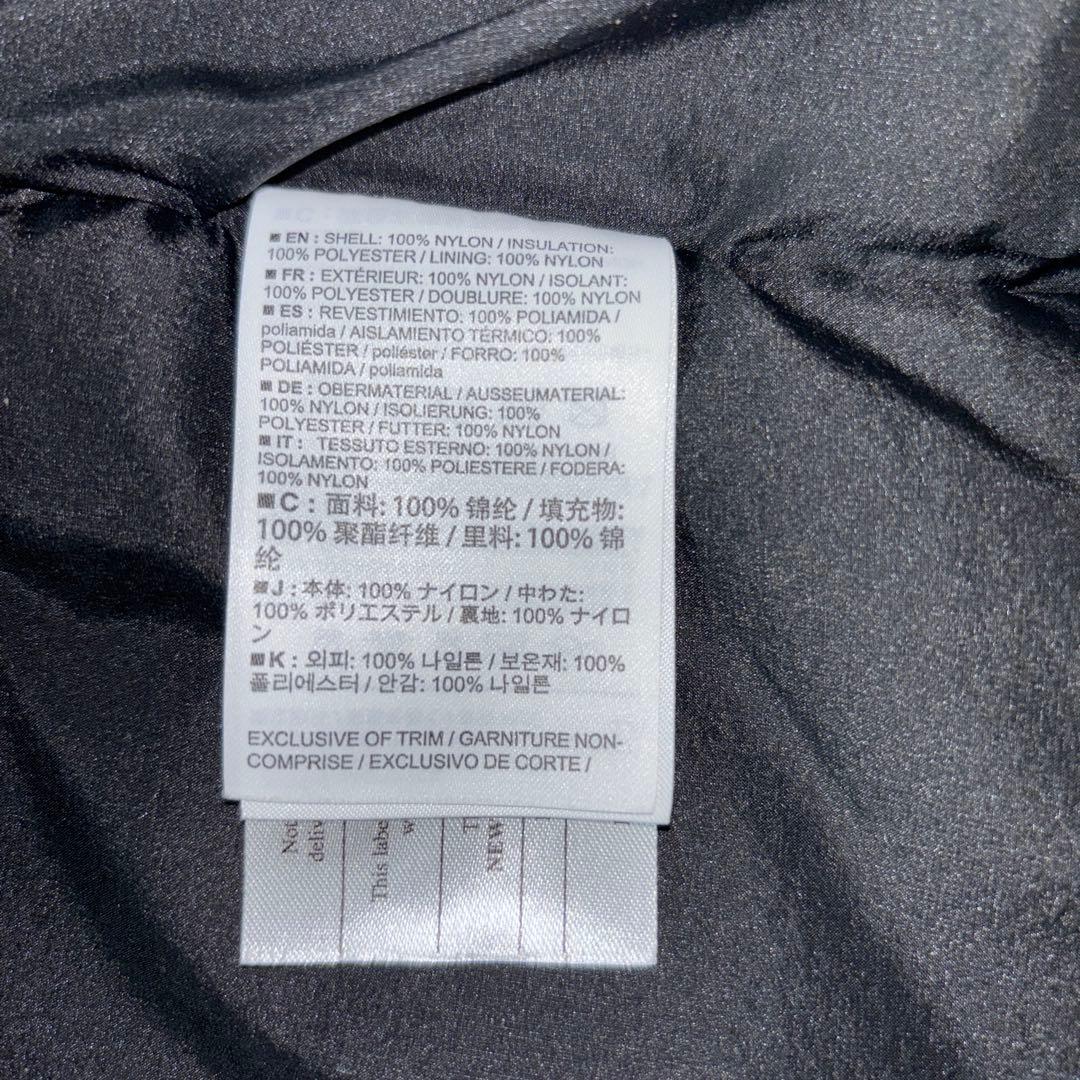 EN : SHELL: 100% NYLON / INSULATION:
100% POLYESTER / LINING: 100% NYLON
FR : EXTÉRIEUR: 100% NYLON / ISOLANT:
100% POLYESTER / DOUBLURE: 100% NYLON
ES : REVESTIMIENTO: 100% POLIAMIDA /
poliamida / AISLAMIENTO TÉRMICO: 100%
POLIÉSTER / poliéster / FORRO: 100%
POLIAMIDA / poliamida
DE : OBERMATERIAL / AUSSEUMATERIAL:
100% NYLON / ISOLIERUNG: 100%
POLYESTER / FUTTER: 100% NYLON
IT : TESSUTO ESTERNO: 100% NYLON /
ISOLAMENTO: 100% POLIESTERE / FODERA:
100% NYLON
C : 面料: 100% 锦纶 / 填充物:
100% 聚酯纤维 / 里料: 100% 锦
纶
J : 本体: 100% ナイロン / 中わた:
100% ポリエステル / 裏地: 100% ナイロ
ン
K : 외피: 100% 나일론 / 보온재: 100%
폴리에스터 / 안감: 100% 나일론
EXCLUSIVE OF TRIM / GARNITURE NON-
COMPRISE / EXCLUSIVO DE CORTE /
Not
deliv
This labe
w
T
NEW